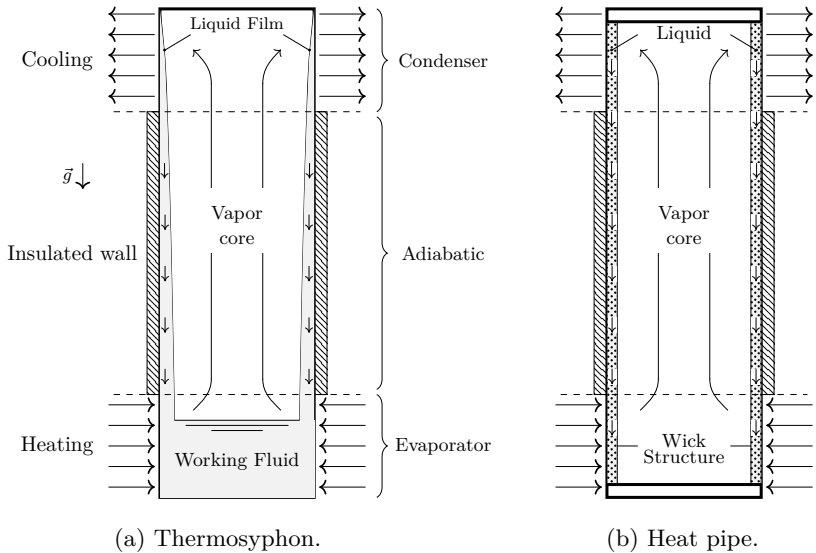 Liquid Film
Cooling
Condenser
g⃗
Vapor
core
Insulated wall
Adiabatic
Heating
Evaporator
Working Fluid
(a) Thermosyphon.
Liquid
Vapor
core
Wick
Structure
(b) Heat pipe.